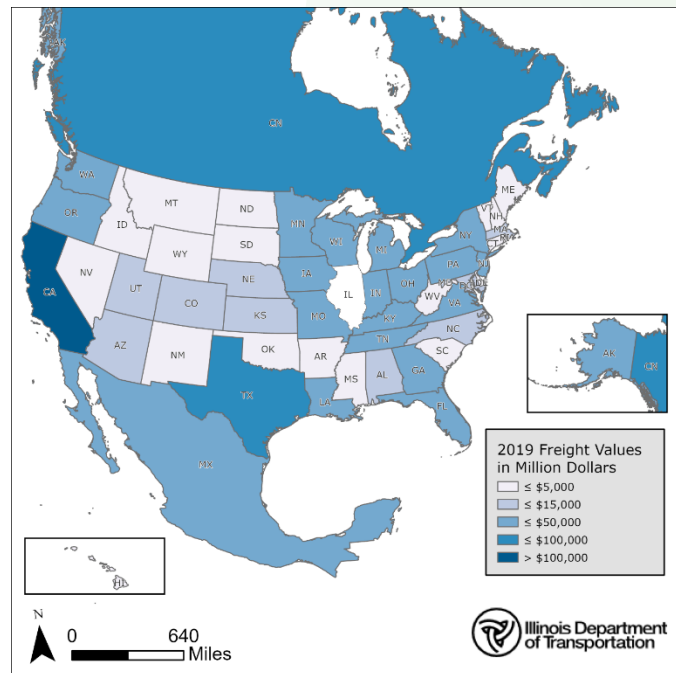 AK
CN
WA
MT
ND
ME
OR
ID
MN
VT
NH
SD
WI
MI
NY
MA
WY
IA
PA
NV
NE
IL
IN
OH
NJ
CA
UT
CO
MO
WV
VA
KS
KY
TN
NC
AZ
NM
OK
AR
SC
MS
AL
GA
TX
LA
FL
MX
AK
CN
2019 Freight Values
in Million Dollars
≤ $5,000
≤ $15,000
≤ $50,000
≤ $100,000
> $100,000
HI
N
0 640
Miles
Illinois Department
of Transportation